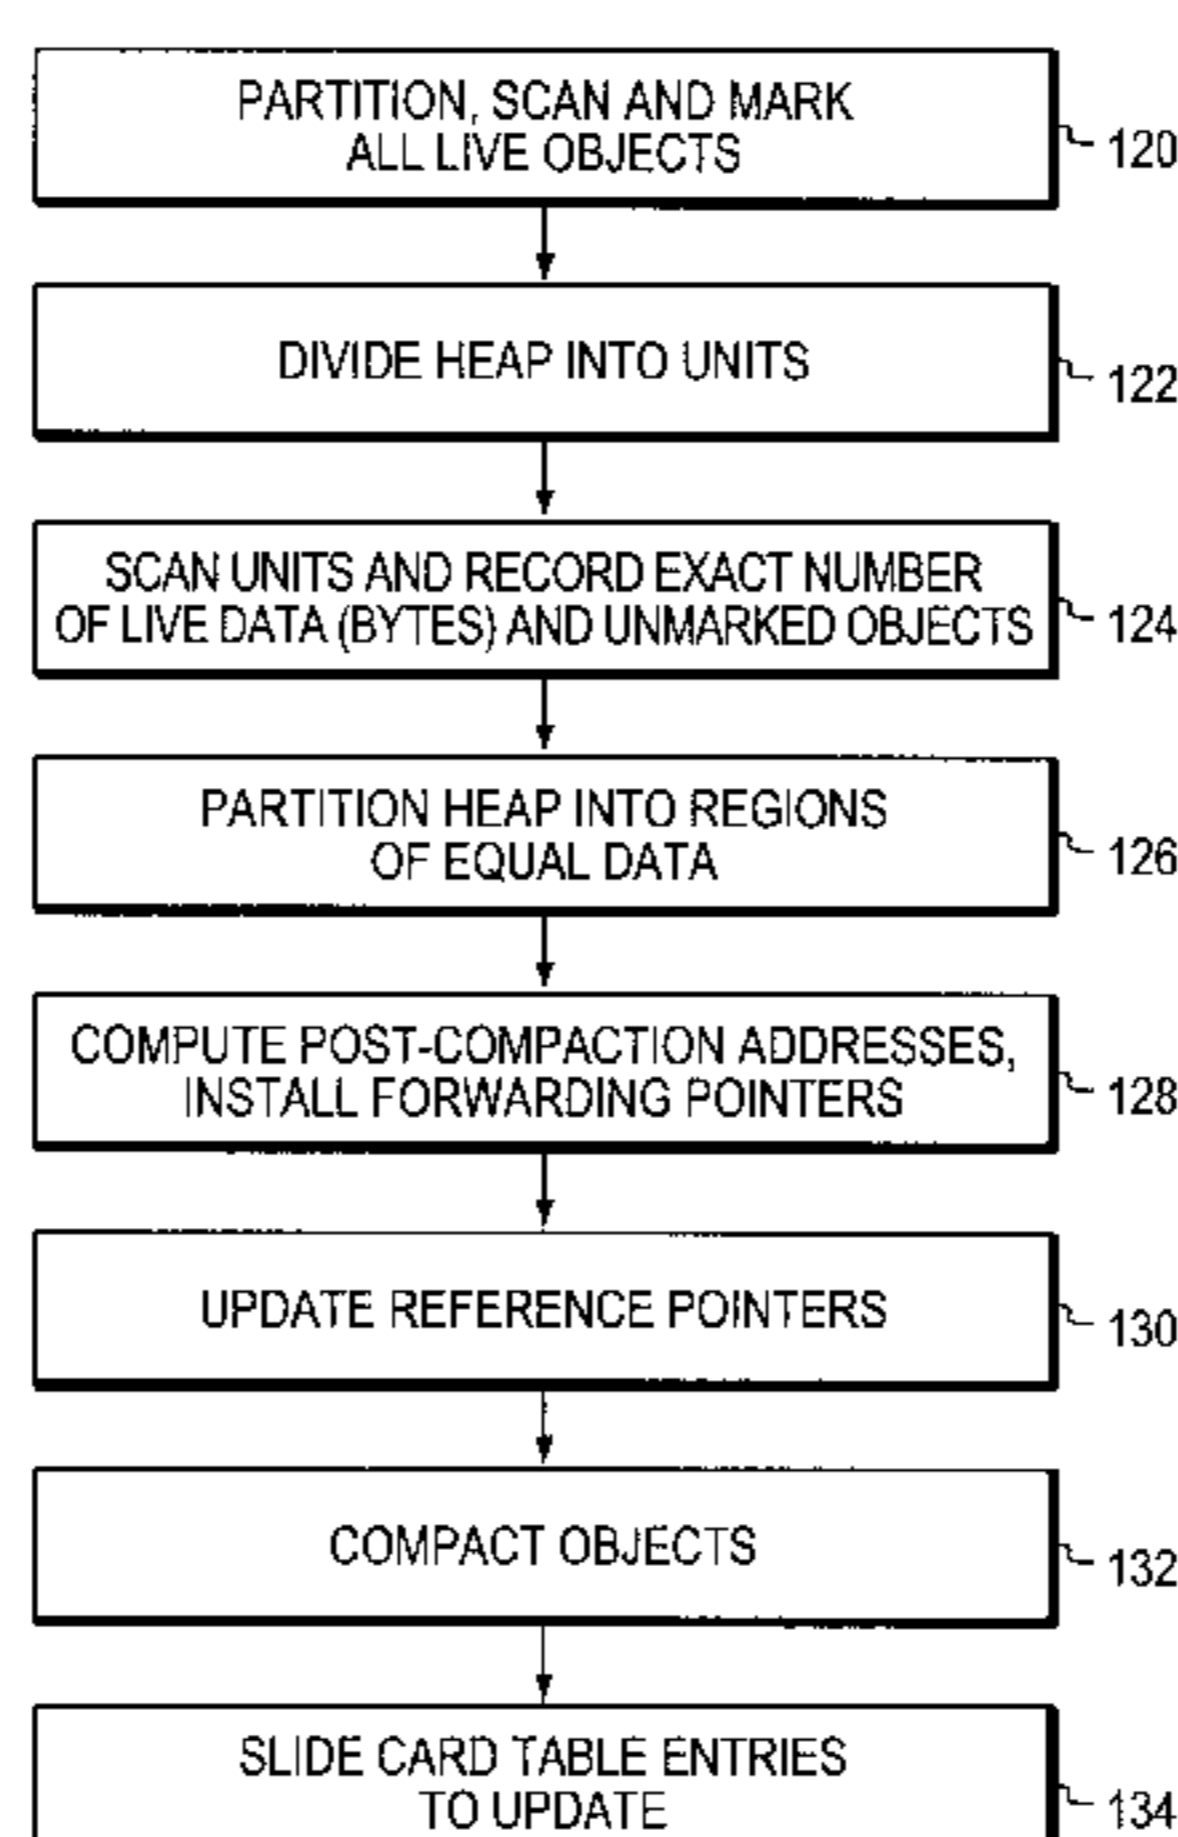 PARTITION, SCAN AND MARK
ALL LIVE OBJECTS
120
DIVIDE HEAP INTO UNITS
122
SCAN UNITS AND RECORD EXACT NUMBER
OF LIVE DATA (BYTES) AND UNMARKED OBJECTS
124
PARTITION HEAP INTO REGIONS
OF EQUAL DATA
126
COMPUTE POST-COMPACTION ADDRESSES,
INSTALL FORWARDING POINTERS
128
UPDATE REFERENCE POINTERS
130
COMPACT OBJECTS
132
SLIDE CARD TABLE ENTRIES
TO UPDATE
134